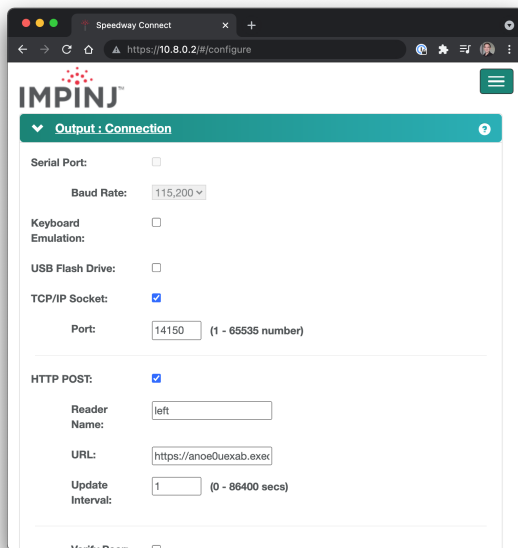 Speedway Connect
https://10.8.0.2/#/configure
IMPINJ
Output : Connection
Serial Port:
Baud Rate: 115,200
Keyboard
Emulation:
USB Flash Drive:
TCP/IP Socket:
Port: 14150 (1 - 65535 number)
HTTP POST:
Reader
Name: left
URL: https://anoe0uexab.exec
Update
Interval: 1 (0 - 86400 secs)